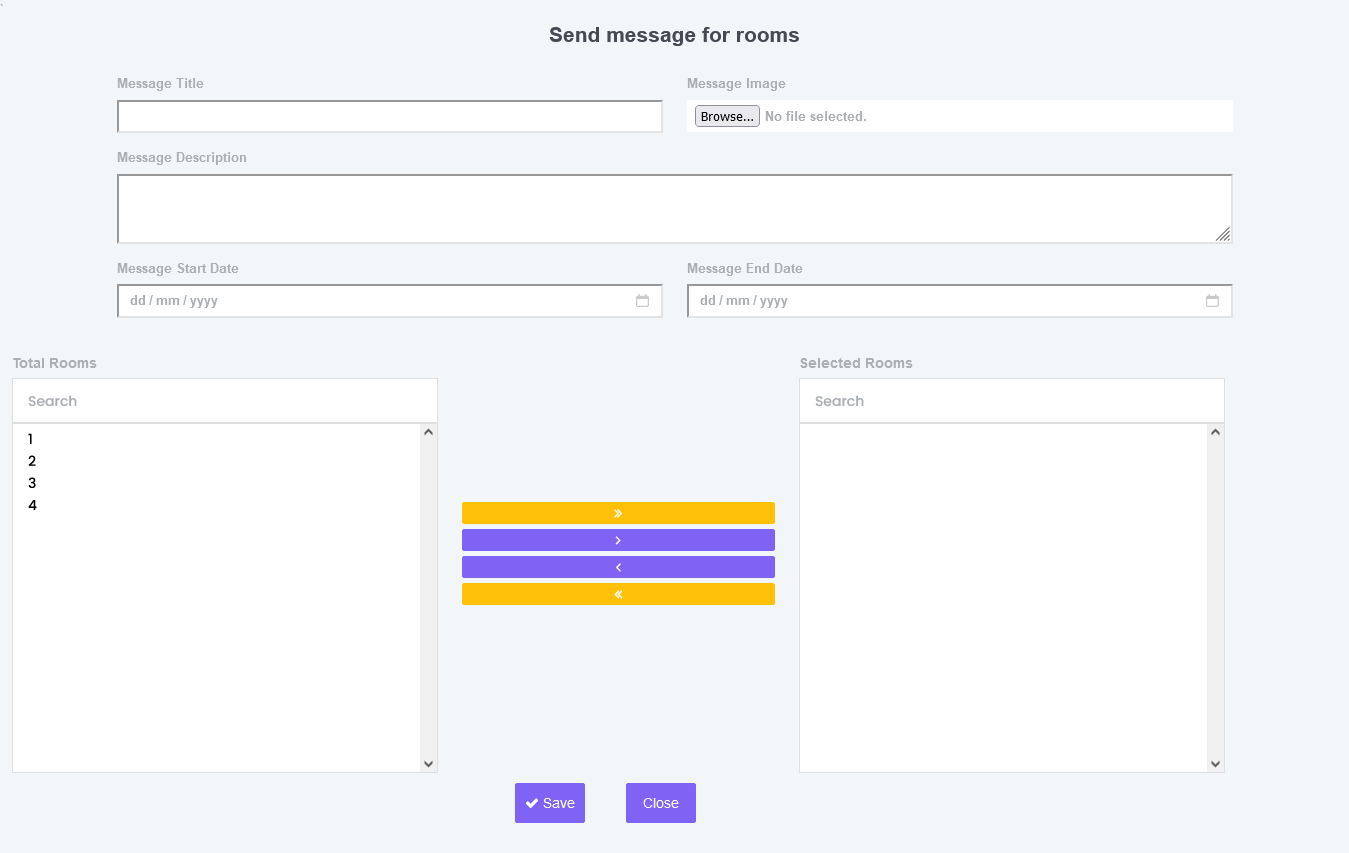 `
Send message for rooms
Message Title
Message Image
Browse... No file selected.
Message Description
Message Start Date
Message End Date
dd / mm / yyyy
dd / mm / yyyy
Total Rooms
Selected Rooms
Search
Search
1
2
3
4
»
>
<
«
Save
Close